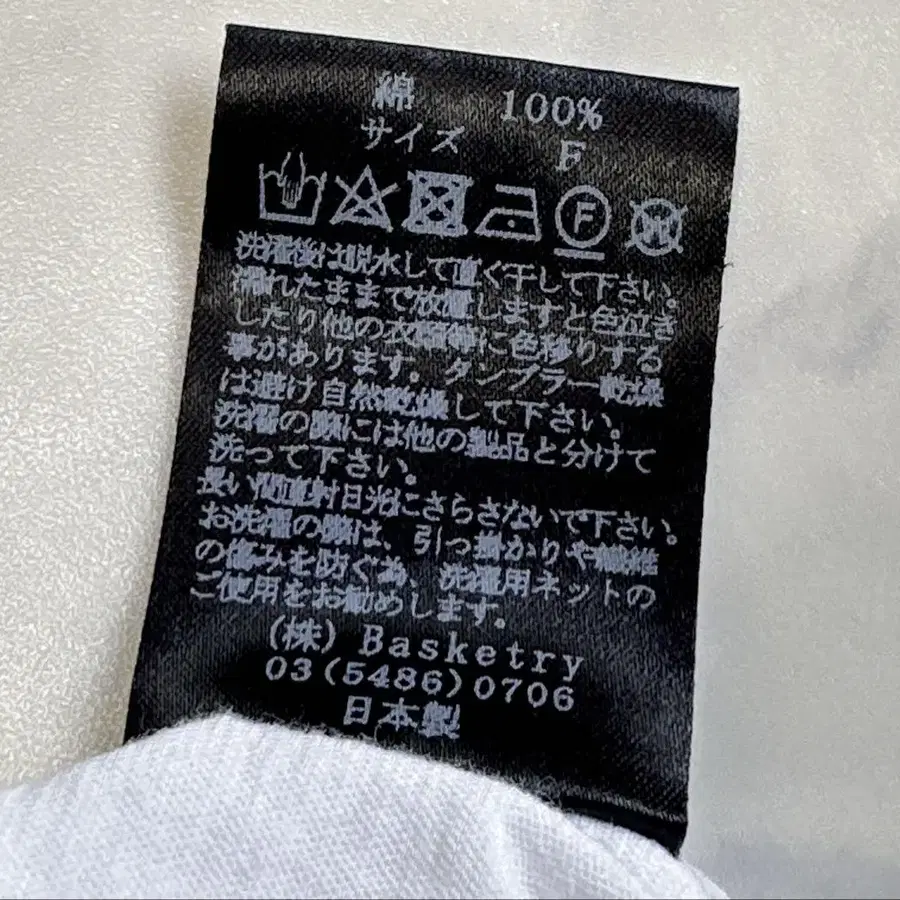 綿 100%
サイズ F
F W
洗濯後は脱水して直ぐ干して下さい。
濡れたままで放置しますと色泣き
したり他の衣類等に色移りする
事があります。タンブラー乾燥
は避け自然乾燥して下さい。
洗濯の際には他の製品と分けて
洗って下さい。
長い間直射日光にさらさないで下さい。
お洗濯の際は、引っ掛かりや繊維
の傷みを防ぐ為、洗濯用ネットの
ご使用をお勧めします。
(株) Basketry
03(5486)0706
日本製